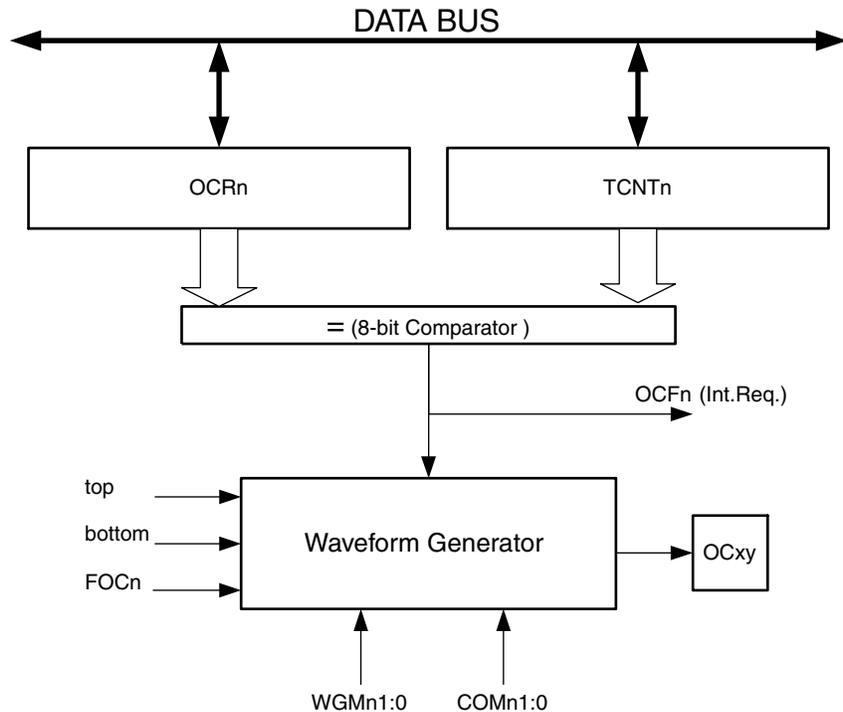 DATA BUS
OCRn
TCNTn
= (8-bit Comparator )
OCFn (Int.Req.)
top
bottom
FOCn
Waveform Generator
OCxy
WGMn1:0
COMn1:0